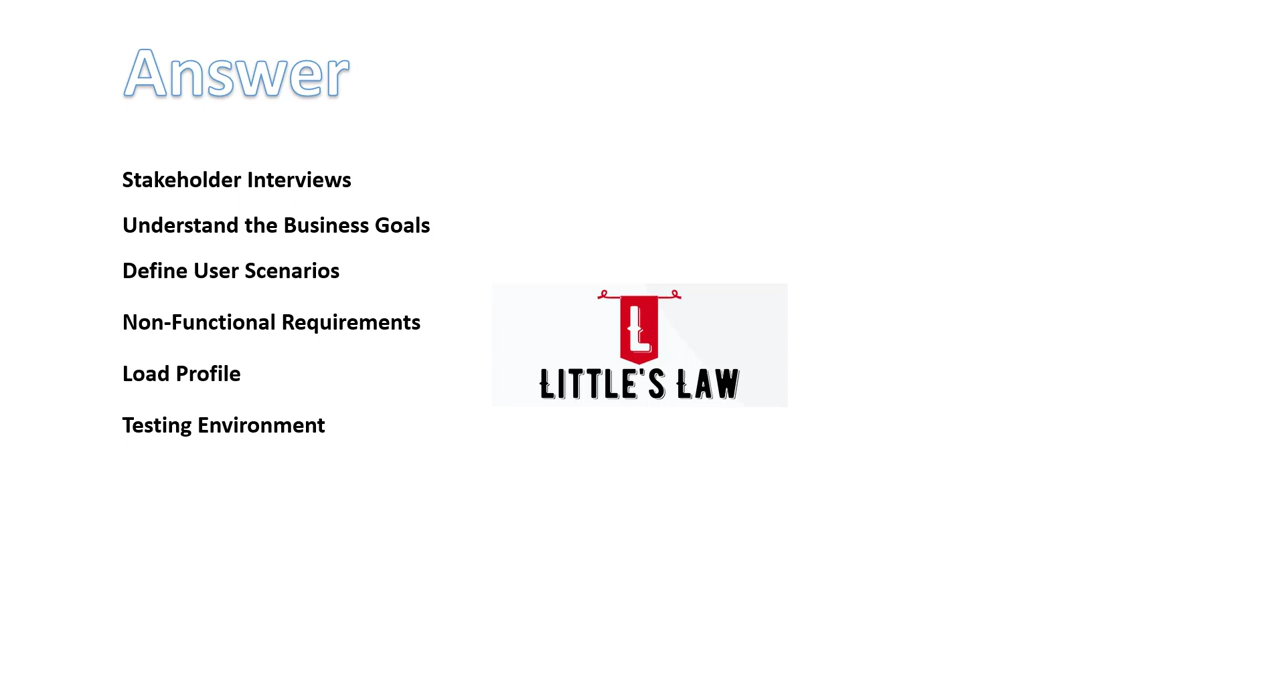 Answer
Stakeholder Interviews
Understand the Business Goals
Define User Scenarios
Non-Functional Requirements
Load Profile
Testing Environment
L
LITTLE'S LAW